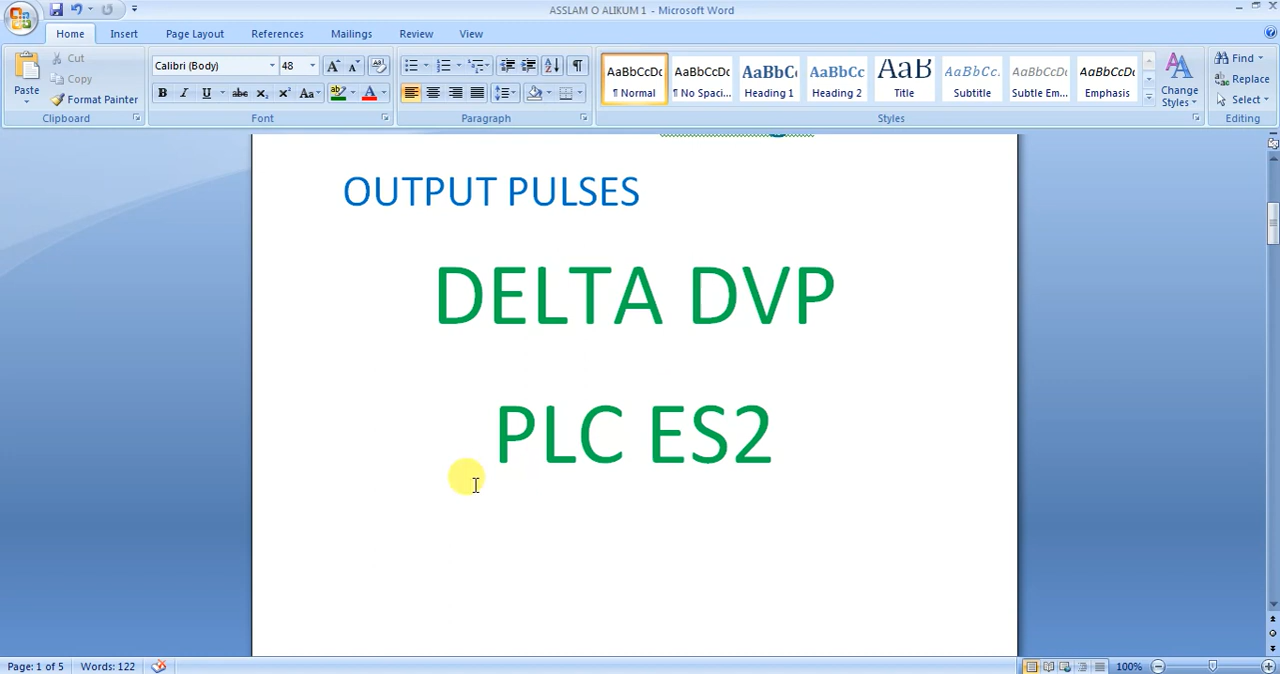 ASSLAM O ALIKUM 1 - Microsoft Word
Home Insert Page Layout References Mailings Review View
Paste
Cut
Copy
Format Painter
Clipboard
Calibri (Body) 48
Font
Paragraph
AaBbCcDc AaBbCcDc AaBbC AaBbCc AaB AaBbCc. AaBbCcDc AaBbCcDc
¶ Normal ¶ No Spaci... Heading 1 Heading 2 Title Subtitle Subtle Em... Emphasis
Change Styles
Styles
Find
Replace
Select
Editing
OUTPUT PULSES
DELTA DVP
PLC ES2
Page: 1 of 5 Words: 122 100%